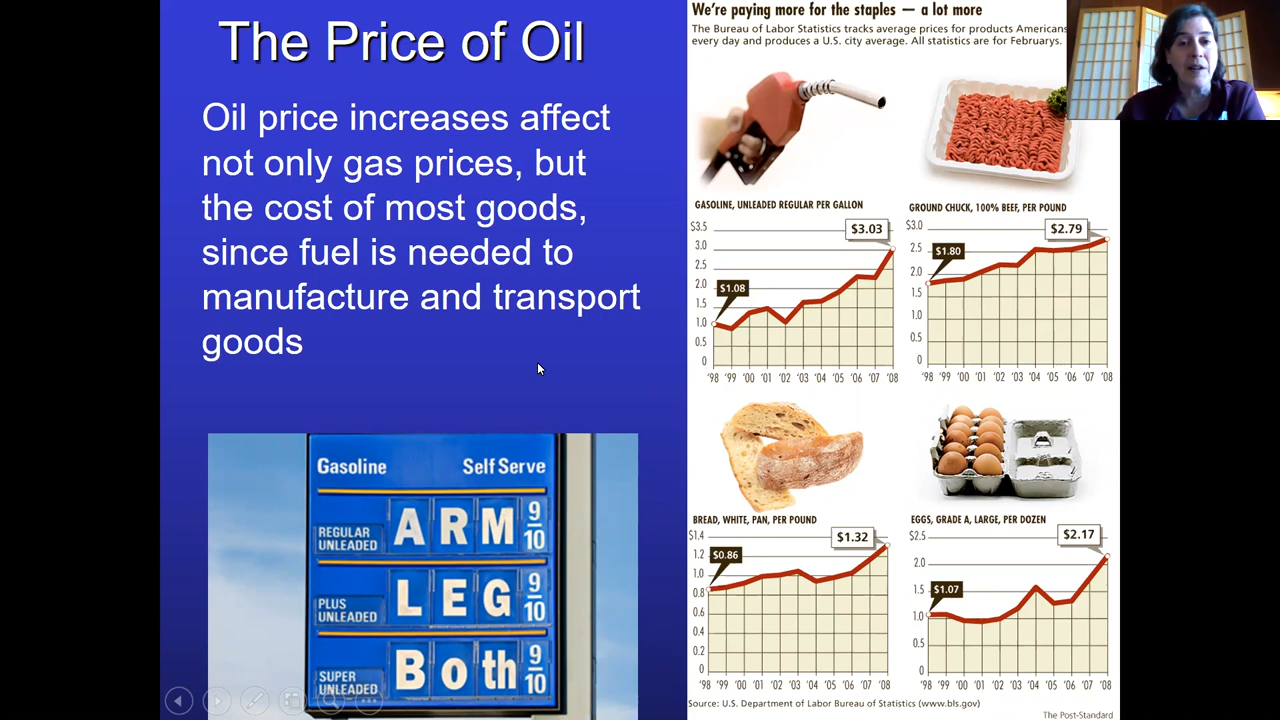 The Price of Oil
Oil price increases affect
not only gas prices, but
the cost of most goods,
since fuel is needed to
manufacture and transport
goods
Gasoline Self Serve
REGULAR UNLEADED ARM 9/10
PLUS UNLEADED LEG 9/10
SUPER UNLEADED Both 9/10
We're paying more for the staples — a lot more
The Bureau of Labor Statistics tracks average prices for products Americans
every day and produces a U.S. city average. All statistics are for Februarys.
GASOLINE, UNLEADED REGULAR PER GALLON
$3.5
3.0
2.5
2.0
1.5
1.0
0.5
0
$1.08
$3.03
'98 '99 '00 '01 '02 '03 '04 '05 '06 '07 '08
GROUND CHUCK, 100% BEEF, PER POUND
$3.0
2.5
2.0
1.5
1.0
0.5
0
$1.80
$2.79
'98 '99 '00 '01 '02 '03 '04 '05 '06 '07 '08
BREAD, WHITE, PAN, PER POUND
$1.4
1.2
1.0
0.8
0.6
0.4
0.2
0
$0.86
$1.32
'98 '99 '00 '01 '02 '03 '04 '05 '06 '07 '08
EGGS, GRADE A, LARGE, PER DOZEN
$2.5
2.0
1.5
1.0
0.5
0
$1.07
$2.17
'98 '99 '00 '01 '02 '03 '04 '05 '06 '07 '08
Source: U.S. Department of Labor Bureau of Statistics (www.bls.gov)
The Post-Standard